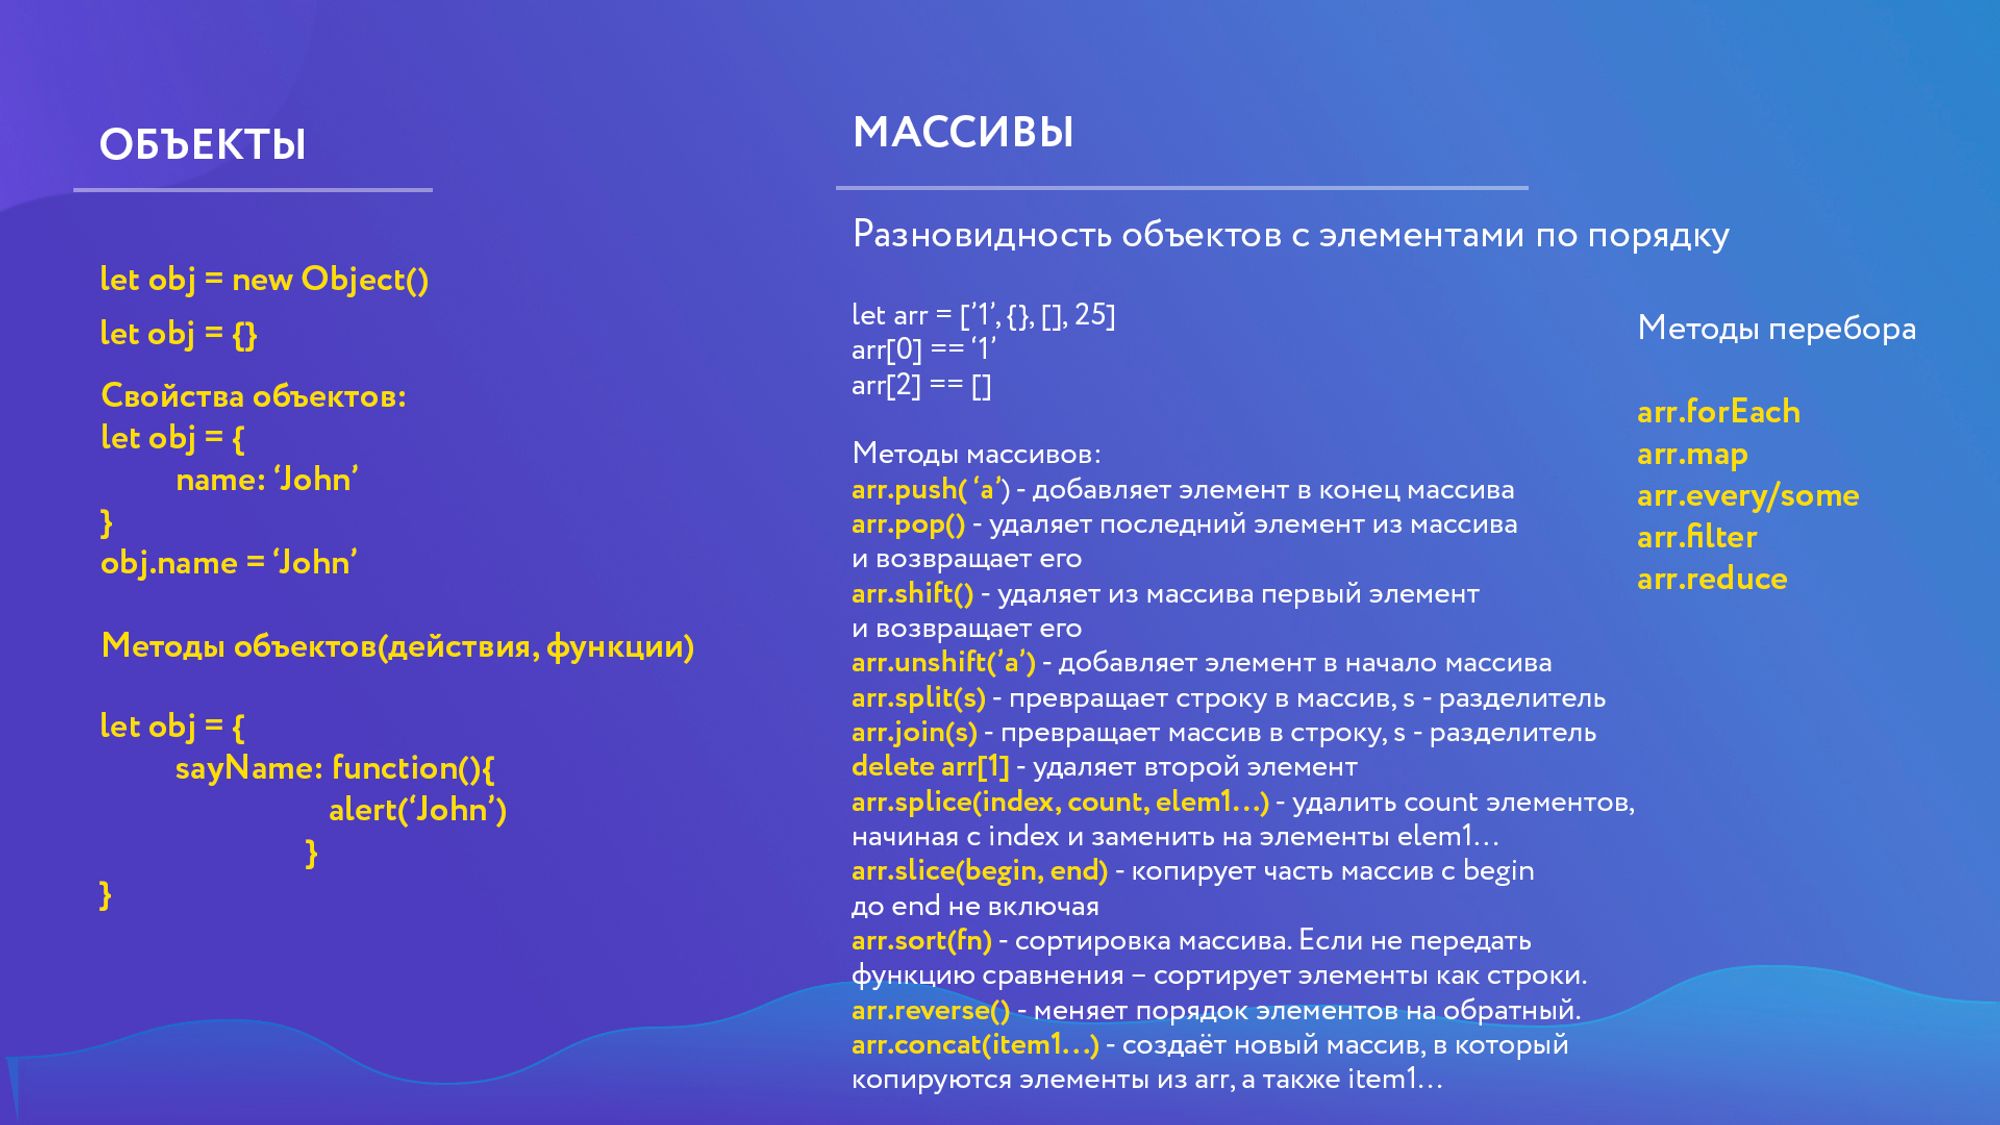 ОБЪЕКТЫ
let obj = new Object()
let obj = {}
Свойства объектов:
let obj = {
name: ‘John’
}
obj.name = ‘John’
Методы объектов(действия, функции)
let obj = {
sayName: function(){
alert(‘John’)
}
}
МАССИВЫ
Разновидность объектов с элементами по порядку
let arr = [’1’, {}, [], 25]
arr[0] == ‘1’
arr[2] == []
Методы массивов:
arr.push( ‘a’) - добавляет элемент в конец массива
arr.pop() - удаляет последний элемент из массива
и возвращает его
arr.shift() - удаляет из массива первый элемент
и возвращает его
arr.unshift(’a’) - добавляет элемент в начало массива
arr.split(s) - превращает строку в массив, s - разделитель
arr.join(s) - превращает массив в строку, s - разделитель
delete arr[1] - удаляет второй элемент
arr.splice(index, count, elem1...) - удалить count элементов,
начиная с index и заменить на элементы elem1...
arr.slice(begin, end) - копирует часть массив с begin
до end не включая
arr.sort(fn) - сортировка массива. Если не передать
функцию сравнения – сортирует элементы как строки.
arr.reverse() - меняет порядок элементов на обратный.
arr.concat(item1...) - создаёт новый массив, в который
копируются элементы из arr, а также item1...
Методы перебора
arr.forEach
arr.map
arr.every/some
arr.filter
arr.reduce